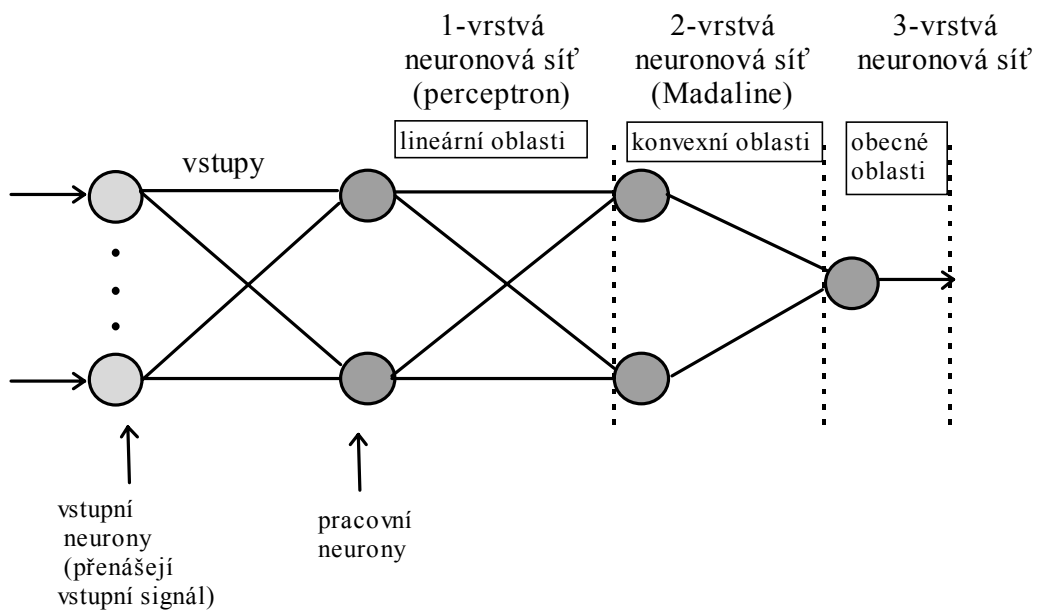 1-vrstvá
neuronová síť
(perceptron)
lineární oblasti
2-vrstvá
neuronová síť
(Madaline)
konvexní oblasti
3-vrstvá
neuronová síť
obecné
oblasti
vstupy
vstupní
neurony
(přenášejí
vstupní signál)
pracovní
neurony